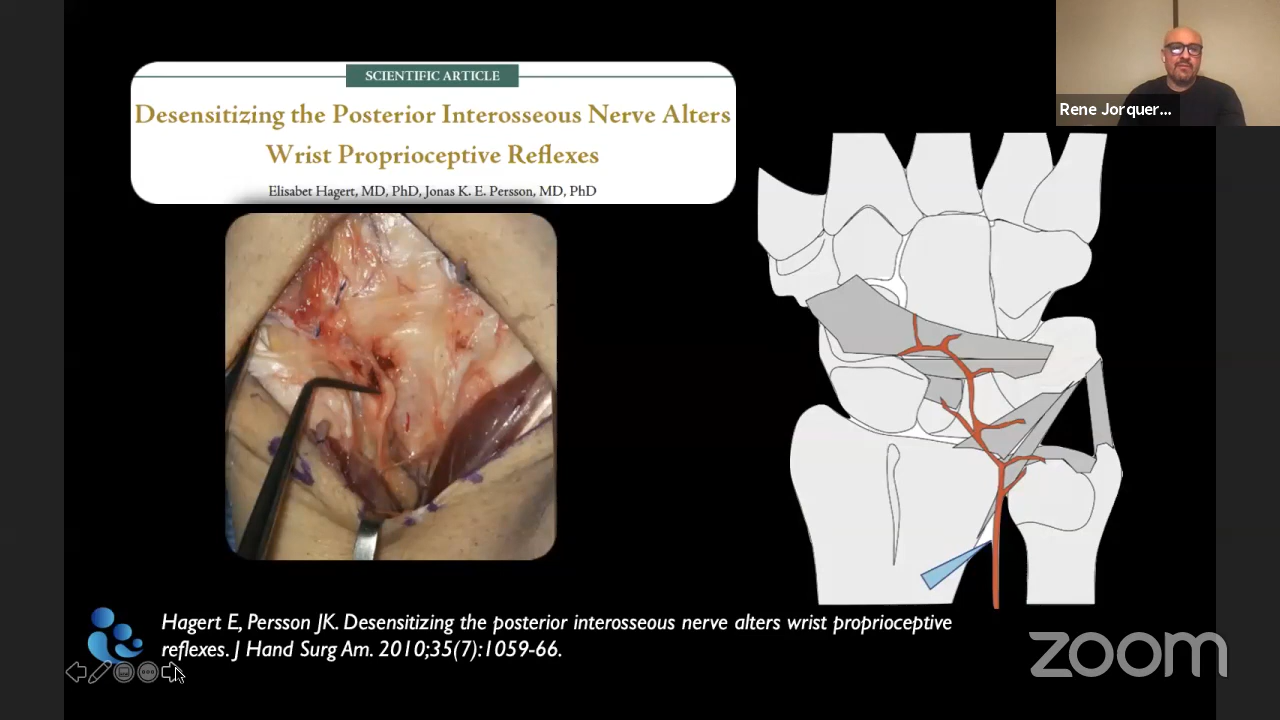 SCIENTIFIC ARTICLE
Desensitizing the Posterior Interosseous Nerve Alters
Wrist Proprioceptive Reflexes
Elisabet Hagert, MD, PhD, Jonas K. E. Persson, MD, PhD
Rene Jorquer...
Hagert E, Persson JK. Desensitizing the posterior interosseous nerve alters wrist proprioceptive
reflexes. J Hand Surg Am. 2010;35(7):1059-66.
zoom